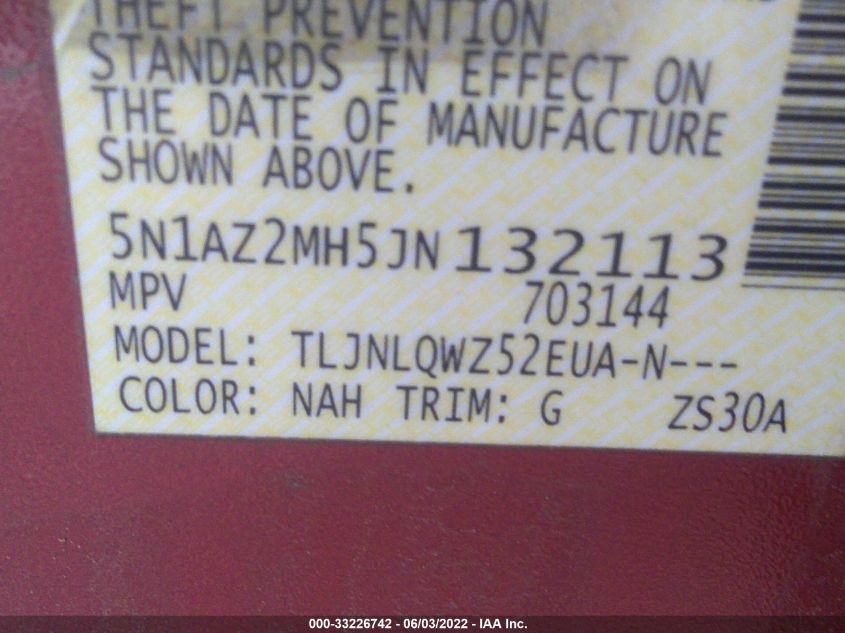 THEFT PREVENTION
STANDARDS IN EFFECT ON
THE DATE OF MANUFACTURE
SHOWN ABOVE.
5N1AZ2MH5JN132113
MPV 703144
MODEL: TLJNLQWZ52EUA-N---
COLOR: NAH TRIM: G ZS30A
000-33226742 - 06/03/2022 - IAA Inc.